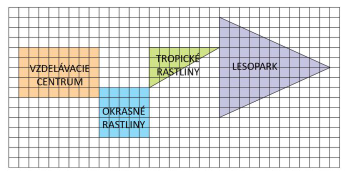 VZDELÁVACIE
CENTRUM
OKRASNÉ
RASTLINY
TROPICKÉ
RASTLINY
LESOPARK